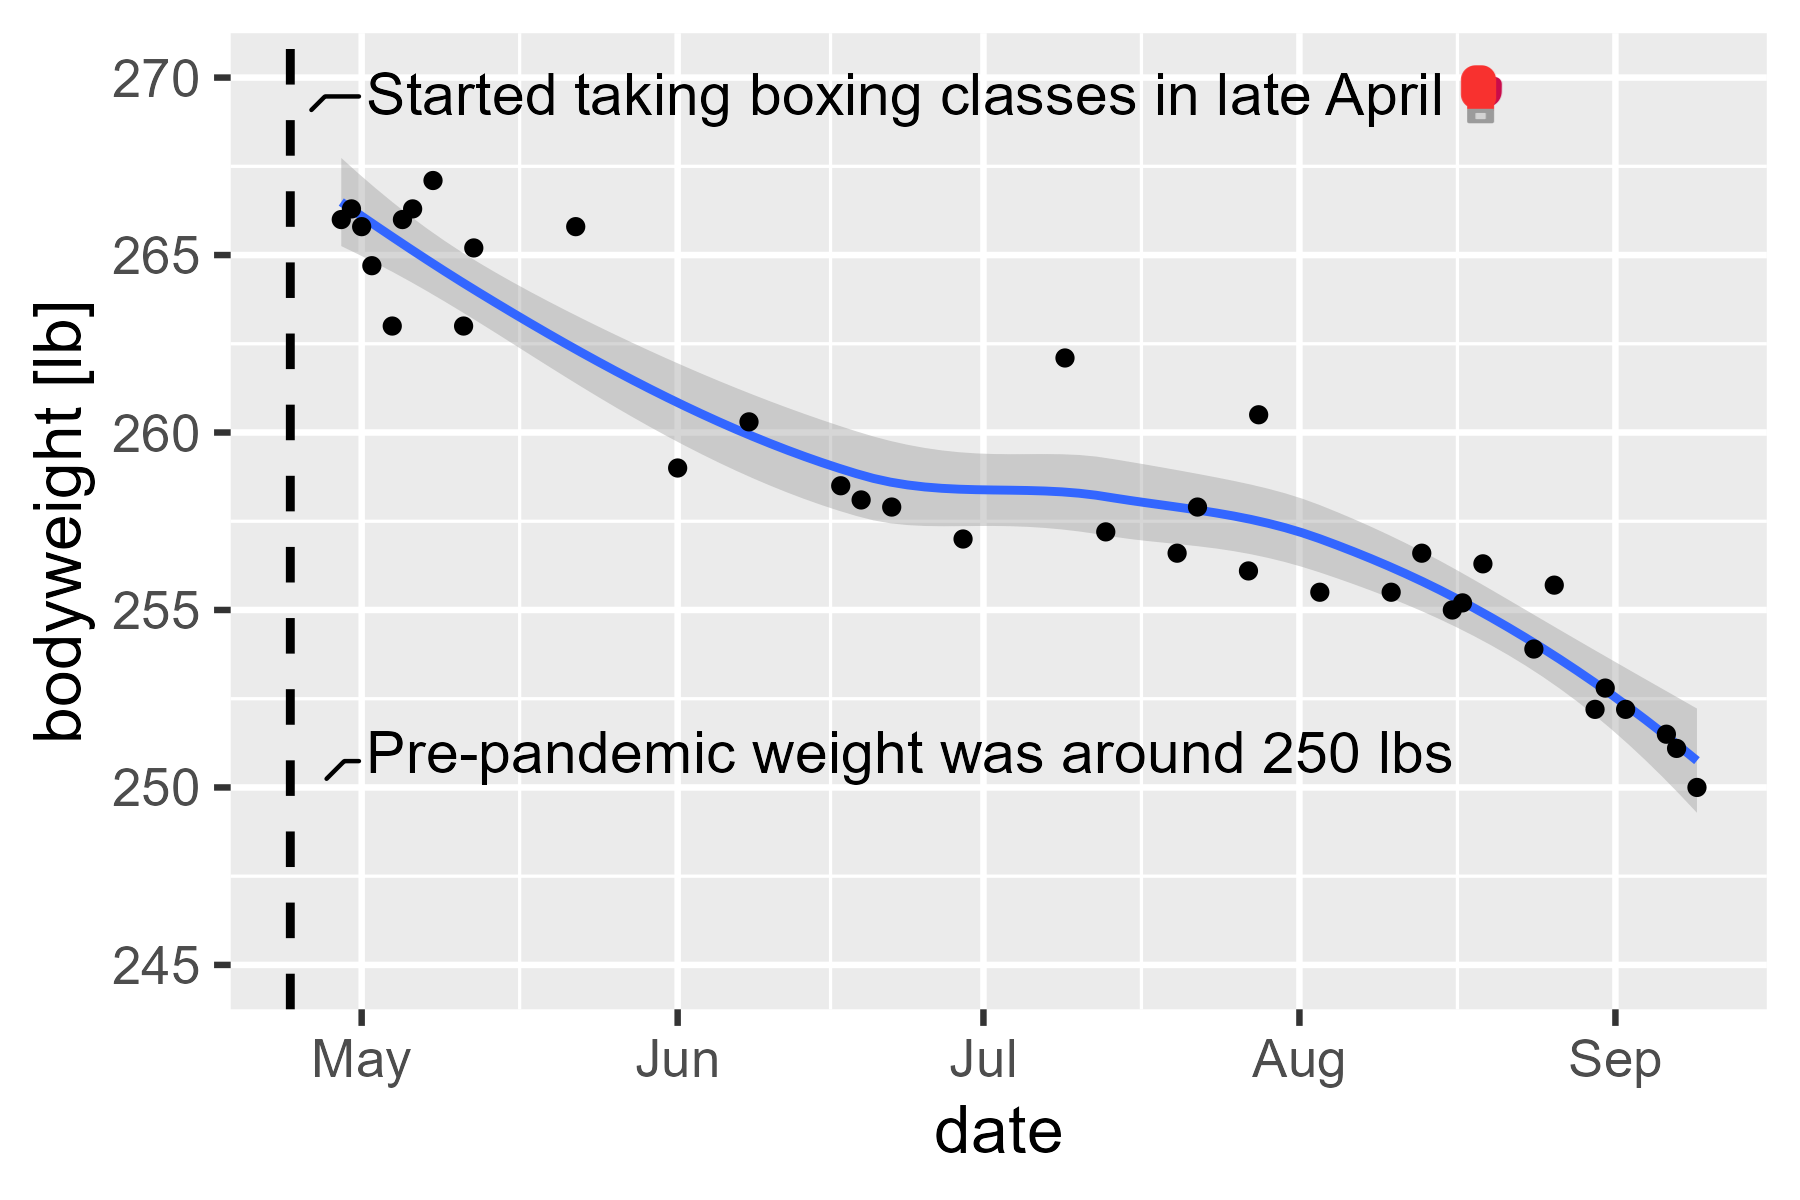 270
265
260
255
250
245
bodyweight [lb]
Started taking boxing classes in late April 🥊
Pre-pandemic weight was around 250 lbs
May Jun Jul Aug Sep
date